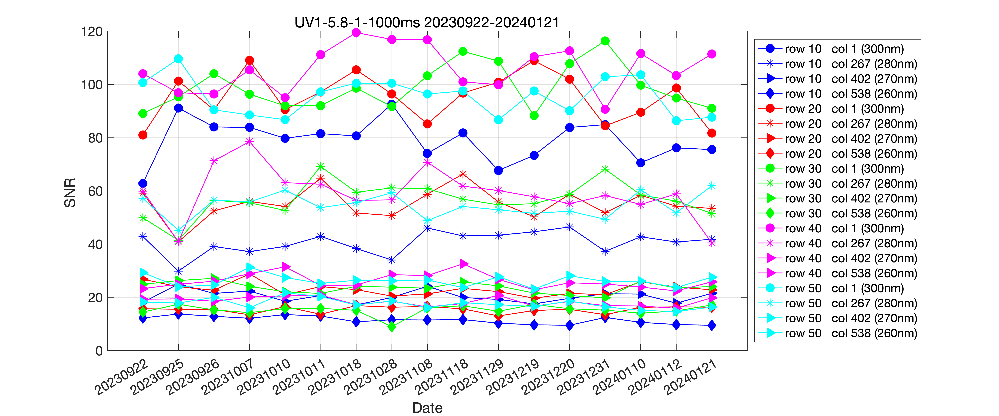 UV1-5.8-1-1000ms 20230922-20240121
120
100
80
60
40
20
0
SNR
20230922
20230925
20230926
20231007
20231010
20231011
20231018
20231028
20231108
20231118
20231129
20231219
20231220
20231231
20240110
20240112
20240121
Date
row 10 col 1 (300nm)
row 10 col 267 (280nm)
row 10 col 402 (270nm)
row 10 col 538 (260nm)
row 20 col 1 (300nm)
row 20 col 267 (280nm)
row 20 col 402 (270nm)
row 20 col 538 (260nm)
row 30 col 1 (300nm)
row 30 col 267 (280nm)
row 30 col 402 (270nm)
row 30 col 538 (260nm)
row 40 col 1 (300nm)
row 40 col 267 (280nm)
row 40 col 402 (270nm)
row 40 col 538 (260nm)
row 50 col 1 (300nm)
row 50 col 267 (280nm)
row 50 col 402 (270nm)
row 50 col 538 (260nm)